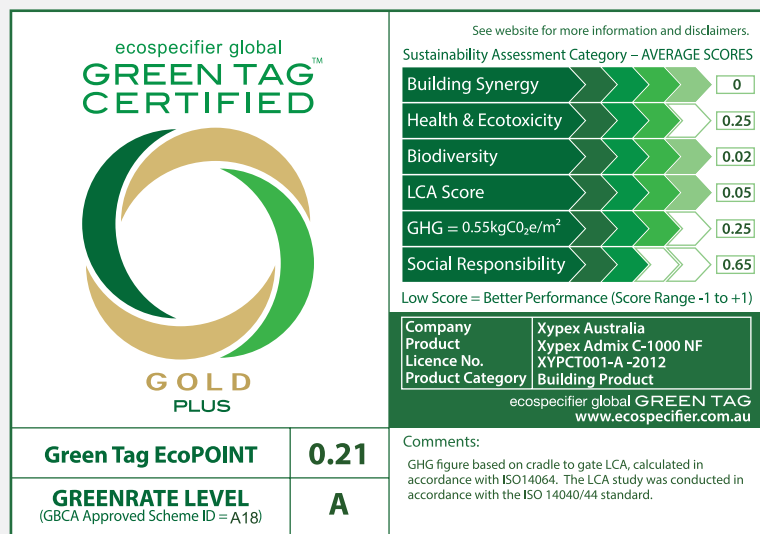 ecospecifier global
GREEN TAG™
CERTIFIED
GOLD
PLUS
Green Tag EcoPOINT 0.21
GREENRATE LEVEL A
(GBCA Approved Scheme ID = A18)
See website for more information and disclaimers.
Sustainability Assessment Category – AVERAGE SCORES
Building Synergy 0
Health & Ecotoxicity 0.25
Biodiversity 0.02
LCA Score 0.05
GHG = 0.55kgC0₂e/m² 0.25
Social Responsibility 0.65
Low Score = Better Performance (Score Range -1 to +1)
Company Xypex Australia
Product Xypex Admix C-1000 NF
Licence No. XYPCT001-A -2012
Product Category Building Product
ecospecifier global GREEN TAG
www.ecospecifier.com.au
Comments:
GHG figure based on cradle to gate LCA, calculated in
accordance with ISO14064. The LCA study was conducted in
accordance with the ISO 14040/44 standard.